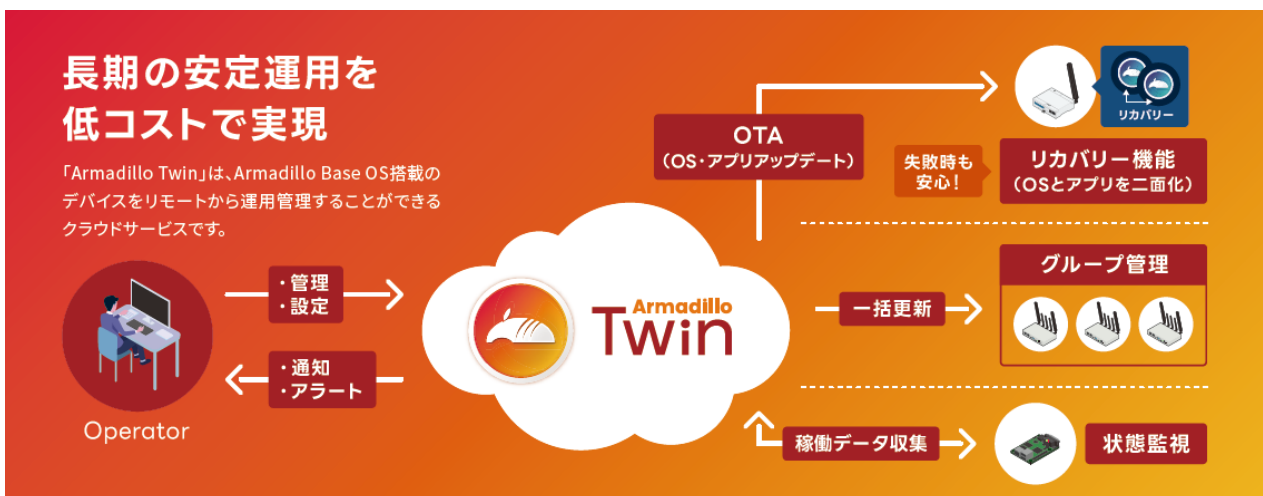 長期の安定運用を
低コストで実現
「Armadillo Twin」は、Armadillo Base OS搭載の
デバイスをリモートから運用管理することができる
クラウドサービスです。
Operator
・管理
・設定
・通知
・アラート
Armadillo
Twin
OTA
（OS・アプリアップデート）
リカバリー
失敗時も
安心！
リカバリー機能
（OSとアプリを二面化）
一括更新
グループ管理
稼働データ収集
状態監視